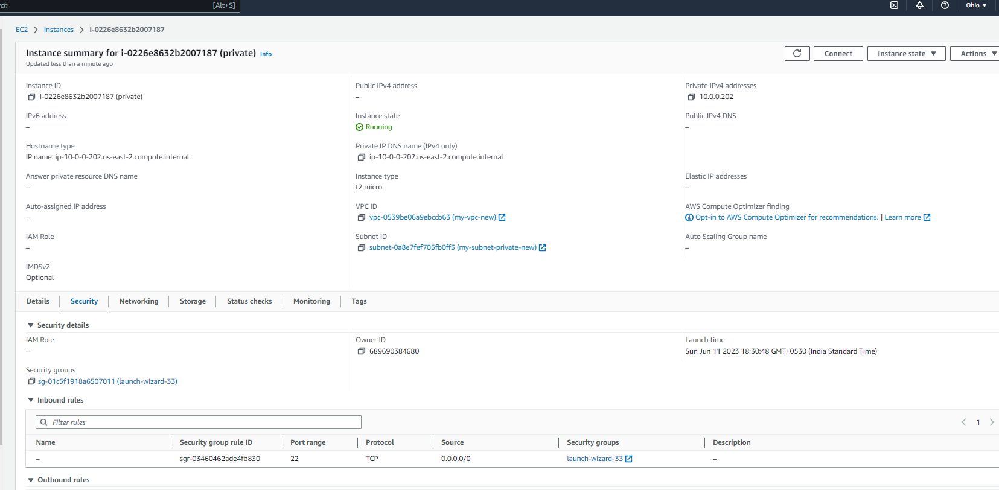 rch [Alt+S] Ohio
EC2 Instances i-0226e8632b2007187
Instance summary for i-0226e8632b2007187 (private) Info
Updated less than a minute ago
Connect Instance state Actions
Instance ID
i-0226e8632b2007187 (private)
Public IPv4 address
–
Private IPv4 addresses
10.0.0.202
IPv6 address
–
Instance state
Running
Public IPv4 DNS
–
Hostname type
IP name: ip-10-0-0-202.us-east-2.compute.internal
Private IP DNS name (IPv4 only)
ip-10-0-0-202.us-east-2.compute.internal
Answer private resource DNS name
–
Instance type
t2.micro
Elastic IP addresses
–
Auto-assigned IP address
–
VPC ID
vpc-0539be06a9ebccb63 (my-vpc-new)
AWS Compute Optimizer finding
Opt-in to AWS Compute Optimizer for recommendations. | Learn more
IAM Role
–
Subnet ID
subnet-0a8e7fef705fb0ff3 (my-subnet-private-new)
Auto Scaling Group name
–
IMDSv2
Optional
Details Security Networking Storage Status checks Monitoring Tags
Security details
IAM Role
–
Owner ID
689690384680
Launch time
Sun Jun 11 2023 18:30:48 GMT+0530 (India Standard Time)
Security groups
sg-01c5f1918a6507011 (launch-wizard-33)
Inbound rules
Filter rules 1
Name Security group rule ID Port range Protocol Source Security groups Description
– sgr-03460462ade4fb830 22 TCP 0.0.0.0/0 launch-wizard-33 –
Outbound rules